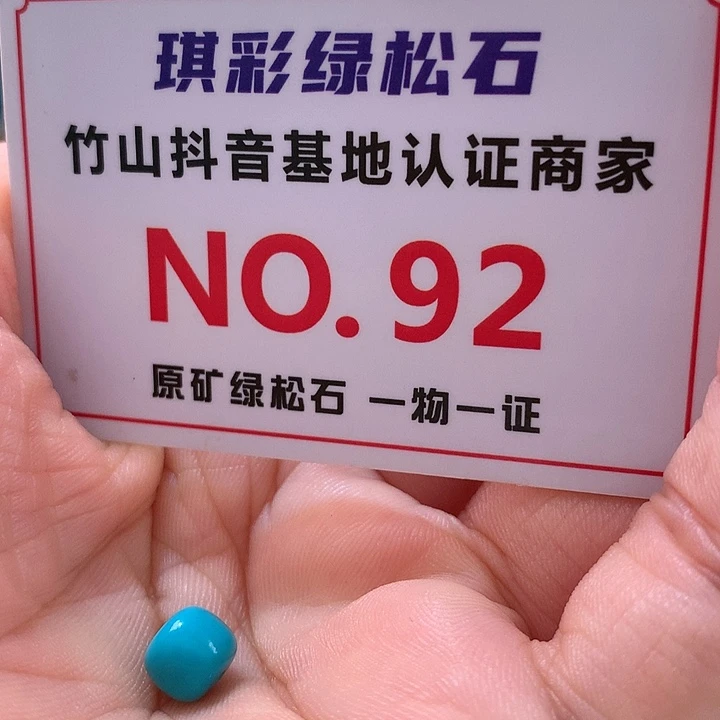 琪彩绿松石
竹山抖音基地认证商家
NO.92
原矿绿松石 一物一证